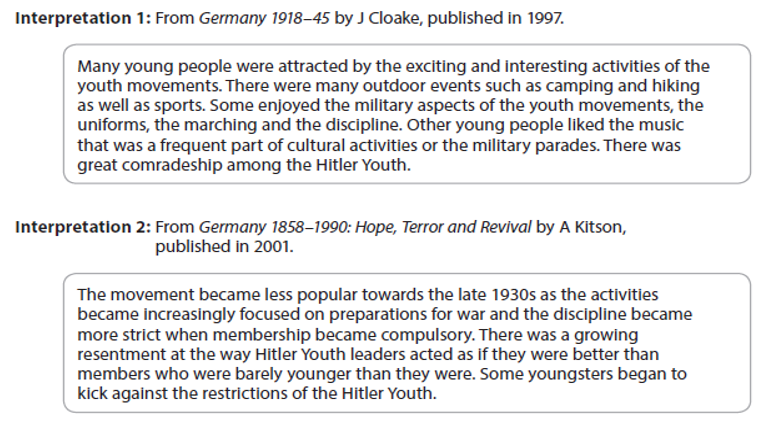 Interpretation 1: From Germany 1918–45 by J Cloake, published in 1997.
Many young people were attracted by the exciting and interesting activities of the
youth movements. There were many outdoor events such as camping and hiking
as well as sports. Some enjoyed the military aspects of the youth movements, the
uniforms, the marching and the discipline. Other young people liked the music
that was a frequent part of cultural activities or the military parades. There was
great comradeship among the Hitler Youth.
Interpretation 2: From Germany 1858–1990: Hope, Terror and Revival by A Kitson,
published in 2001.
The movement became less popular towards the late 1930s as the activities
became increasingly focused on preparations for war and the discipline became
more strict when membership became compulsory. There was a growing
resentment at the way Hitler Youth leaders acted as if they were better than
members who were barely younger than they were. Some youngsters began to
kick against the restrictions of the Hitler Youth.